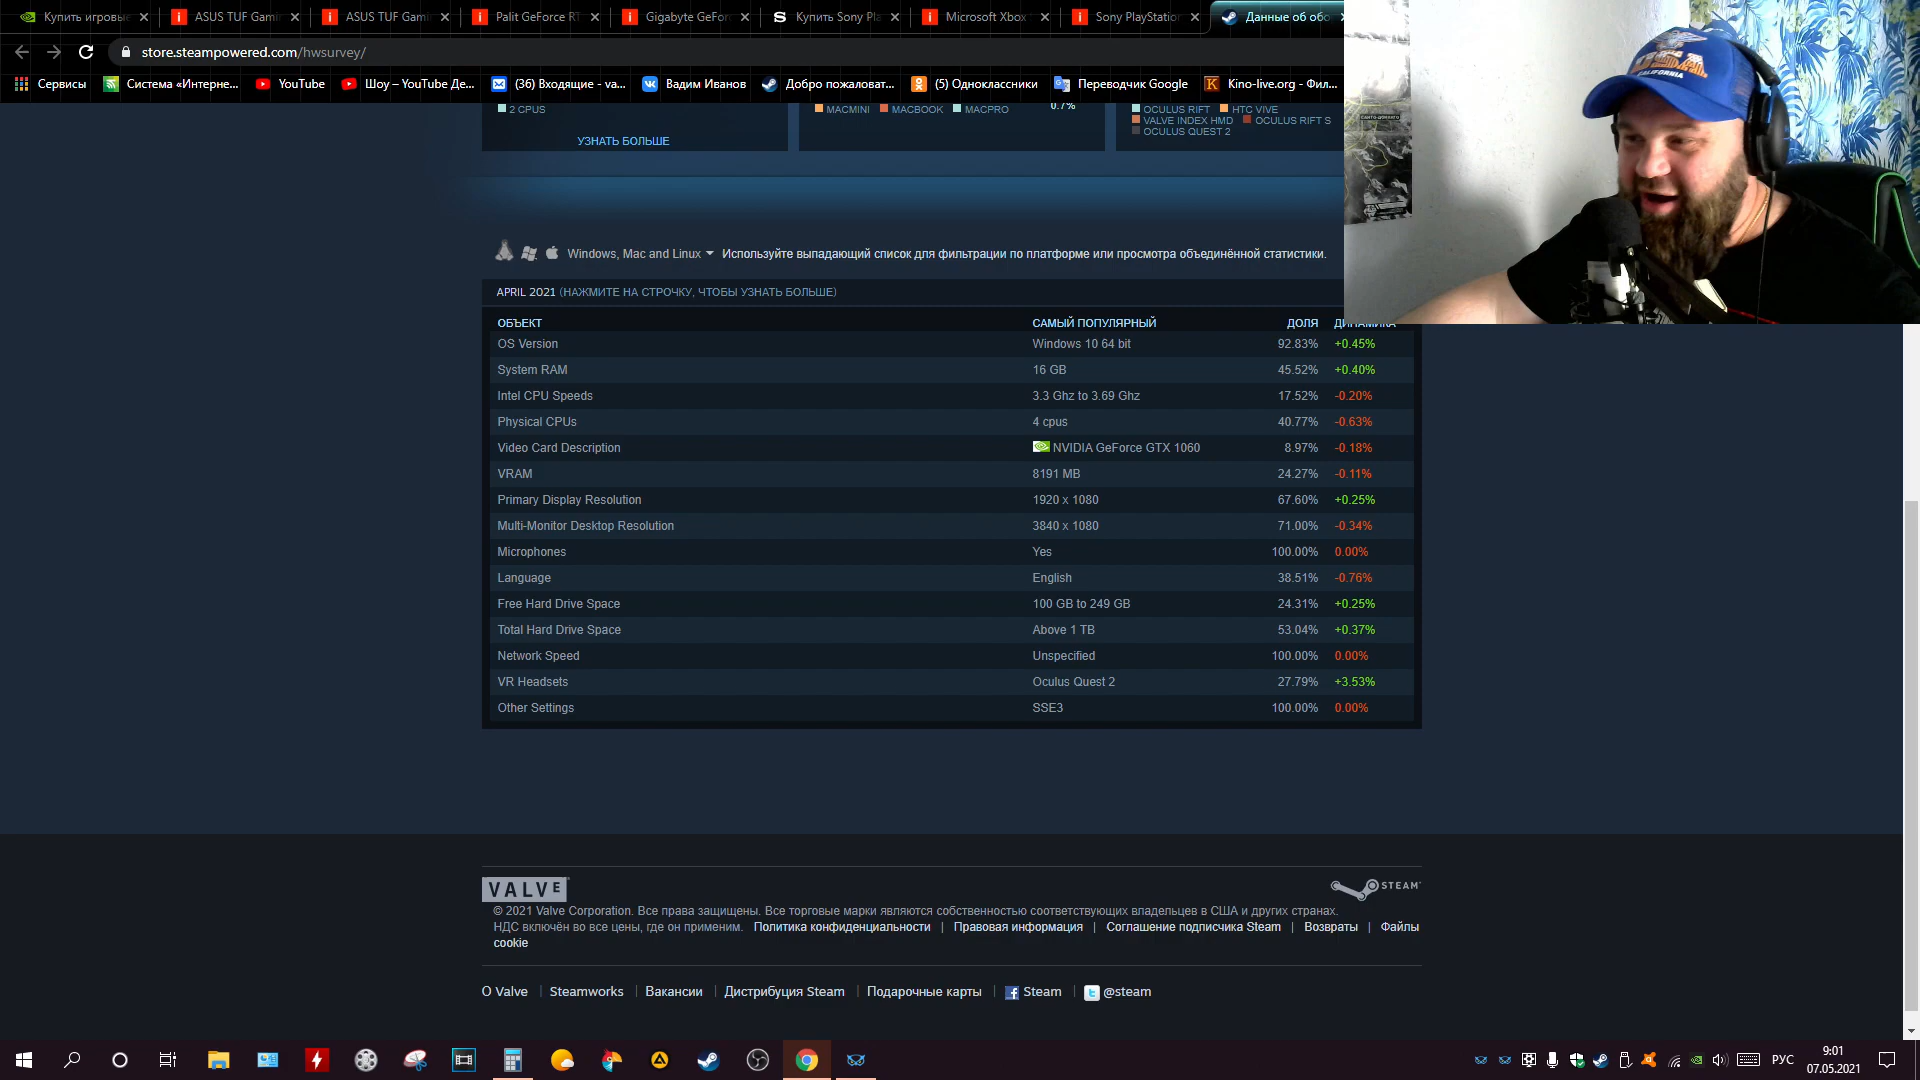 Купить игровые
ASUS TUF Gami
ASUS TUF Gami
Palit GeForce RT
Gigabyte GeFor
Купить Sony Pla
Microsoft Xbox
Sony PlayStation
Данные об обо
store.steampowered.com/hwsurvey/
Сервисы
Система «Интерне...
YouTube
Шоу – YouTube Де...
(36) Входящие - va...
Вадим Иванов
Добро пожаловат...
(5) Одноклассники
Переводчик Google
Kino-live.org - Фил...
2 CPUS
УЗНАТЬ БОЛЬШЕ
MACMINI MACBOOK MACPRO
0.7%
OCULUS RIFT HTC VIVE
VALVE INDEX HMD OCULUS RIFT S
OCULUS QUEST 2
CALIFORNIA
Windows, Mac and Linux Используйте выпадающий список для фильтрации по платформе или просмотра объединённой статистики.
APRIL 2021 (НАЖМИТЕ НА СТРОЧКУ, ЧТОБЫ УЗНАТЬ БОЛЬШЕ)
ОБЪЕКТ САМЫЙ ПОПУЛЯРНЫЙ ДОЛЯ ДИНАМИКА
OS Version Windows 10 64 bit 92.83% +0.45%
System RAM 16 GB 45.52% +0.40%
Intel CPU Speeds 3.3 Ghz to 3.69 Ghz 17.52% -0.20%
Physical CPUs 4 cpus 40.77% -0.63%
Video Card Description NVIDIA GeForce GTX 1060 8.97% -0.18%
VRAM 8191 MB 24.27% -0.11%
Primary Display Resolution 1920 x 1080 67.60% +0.25%
Multi-Monitor Desktop Resolution 3840 x 1080 71.00% -0.34%
Microphones Yes 100.00% 0.00%
Language English 38.51% -0.76%
Free Hard Drive Space 100 GB to 249 GB 24.31% +0.25%
Total Hard Drive Space Above 1 TB 53.04% +0.37%
Network Speed Unspecified 100.00% 0.00%
VR Headsets Oculus Quest 2 27.79% +3.53%
Other Settings SSE3 100.00% 0.00%
VALVE
STEAM
© 2021 Valve Corporation. Все права защищены. Все торговые марки являются собственностью соответствующих владельцев в США и других странах.
НДС включён во все цены, где он применим. Политика конфиденциальности | Правовая информация | Соглашение подписчика Steam | Возвраты | Файлы
cookie
О Valve | Steamworks | Вакансии | Дистрибуция Steam | Подарочные карты | Steam | @steam
РУС
9:01
07.05.2021